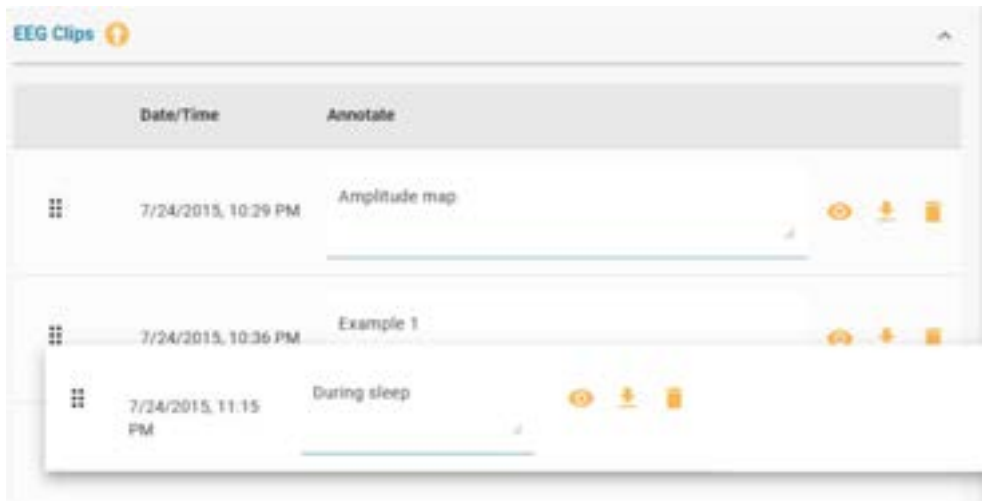 EEG Clips
Date/Time Annotate
7/24/2015, 10:29 PM Amplitude map
7/24/2015, 10:36 PM Example 1
7/24/2015, 11:15 During sleep
PM